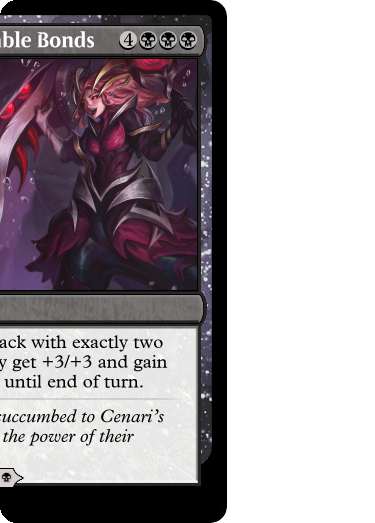 ble Bonds 4
ack with exactly two
y get +3/+3 and gain
until end of turn.
succumbed to Cenari's
the power of their